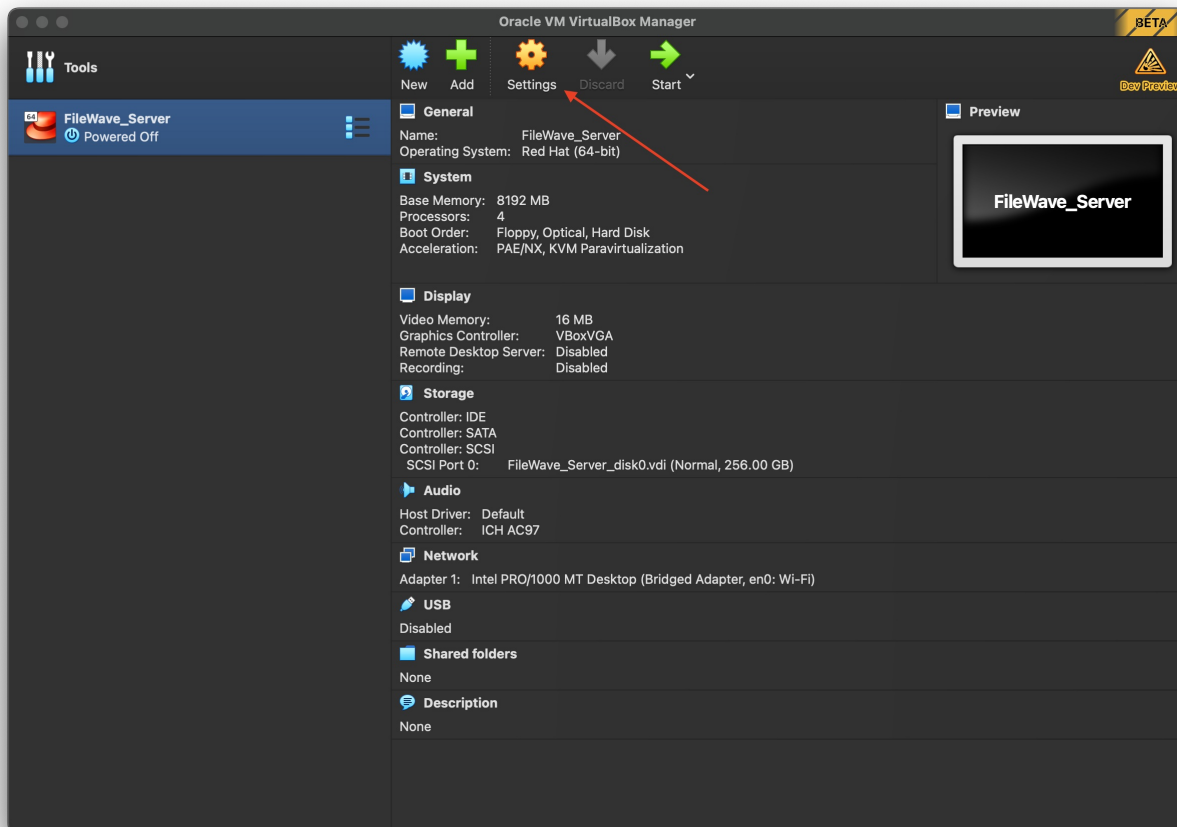 Oracle VM VirtualBox Manager
BETA
Tools
New Add Settings Discard Start
Dev Preview
64
FileWave_Server
Powered Off
General
Name: FileWave_Server
Operating System: Red Hat (64-bit)
System
Base Memory: 8192 MB
Processors: 4
Boot Order: Floppy, Optical, Hard Disk
Acceleration: PAE/NX, KVM Paravirtualization
Preview
FileWave_Server
Display
Video Memory: 16 MB
Graphics Controller: VBoxVGA
Remote Desktop Server: Disabled
Recording: Disabled
Storage
Controller: IDE
Controller: SATA
Controller: SCSI
SCSI Port 0: FileWave_Server_disk0.vdi (Normal, 256.00 GB)
Audio
Host Driver: Default
Controller: ICH AC97
Network
Adapter 1: Intel PRO/1000 MT Desktop (Bridged Adapter, en0: Wi-Fi)
USB
Disabled
Shared folders
None
Description
None